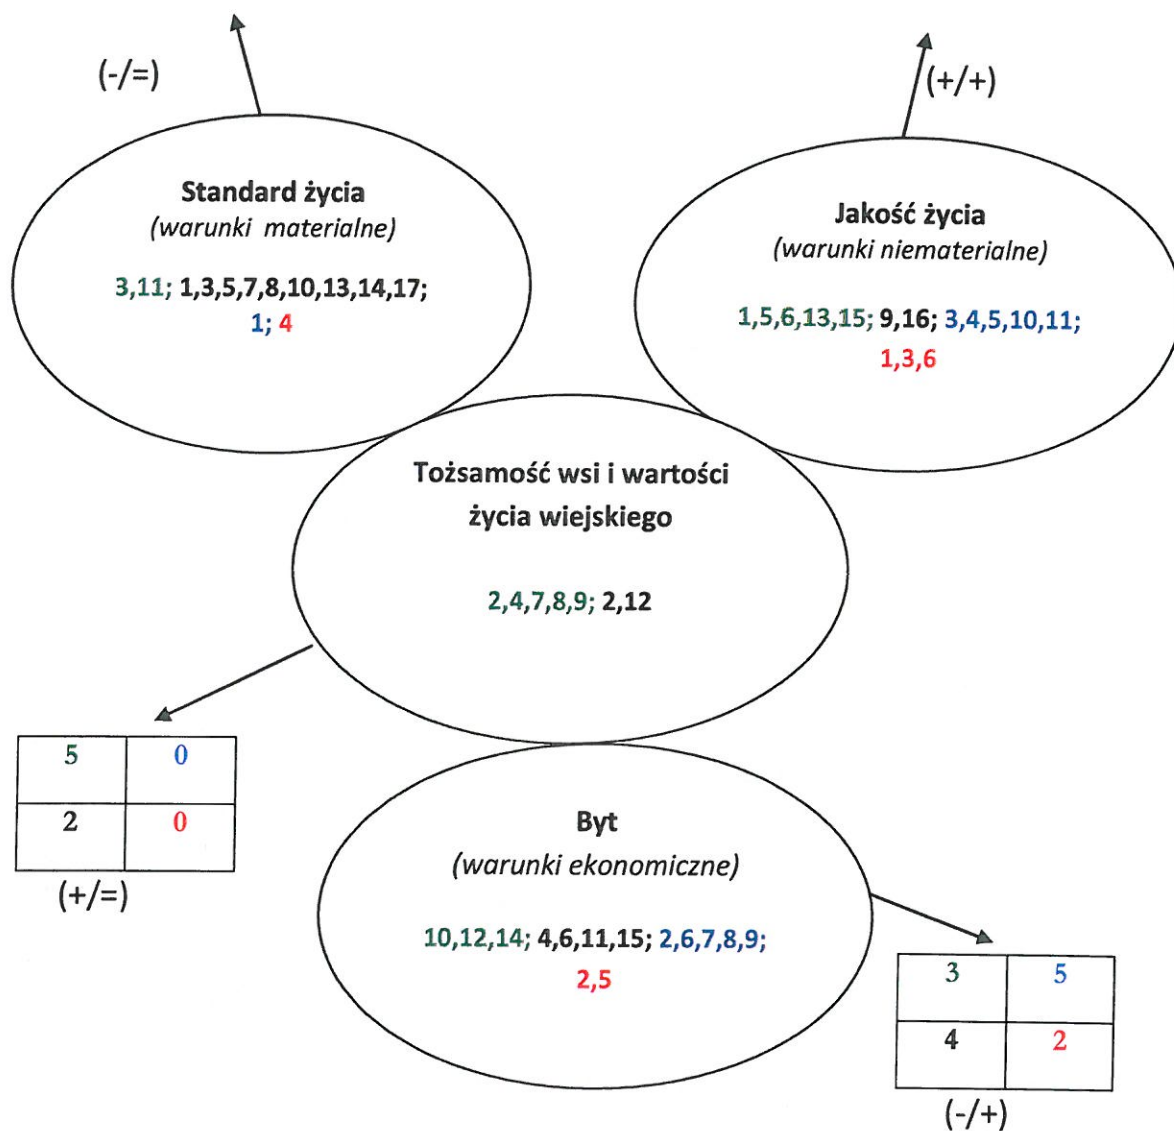 (-/=)
(+/+)
Standard życia
(warunki materialne)
3,11; 1,3,5,7,8,10,13,14,17;
1; 4
Jakość życia
(warunki niematerialne)
1,5,6,13,15; 9,16; 3,4,5,10,11;
1,3,6
Tożsamość wsi i wartości
życia wiejskiego
2,4,7,8,9; 2,12
5 0
2 0
(+/=)
Byt
(warunki ekonomiczne)
10,12,14; 4,6,11,15; 2,6,7,8,9;
2,5
3 5
4 2
(-/+)